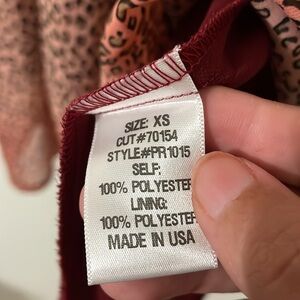 SIZE: XS
CUT#70154
STYLE#PR1015
SELF:
100% POLYESTER
LINING:
100% POLYESTER
MADE IN USA